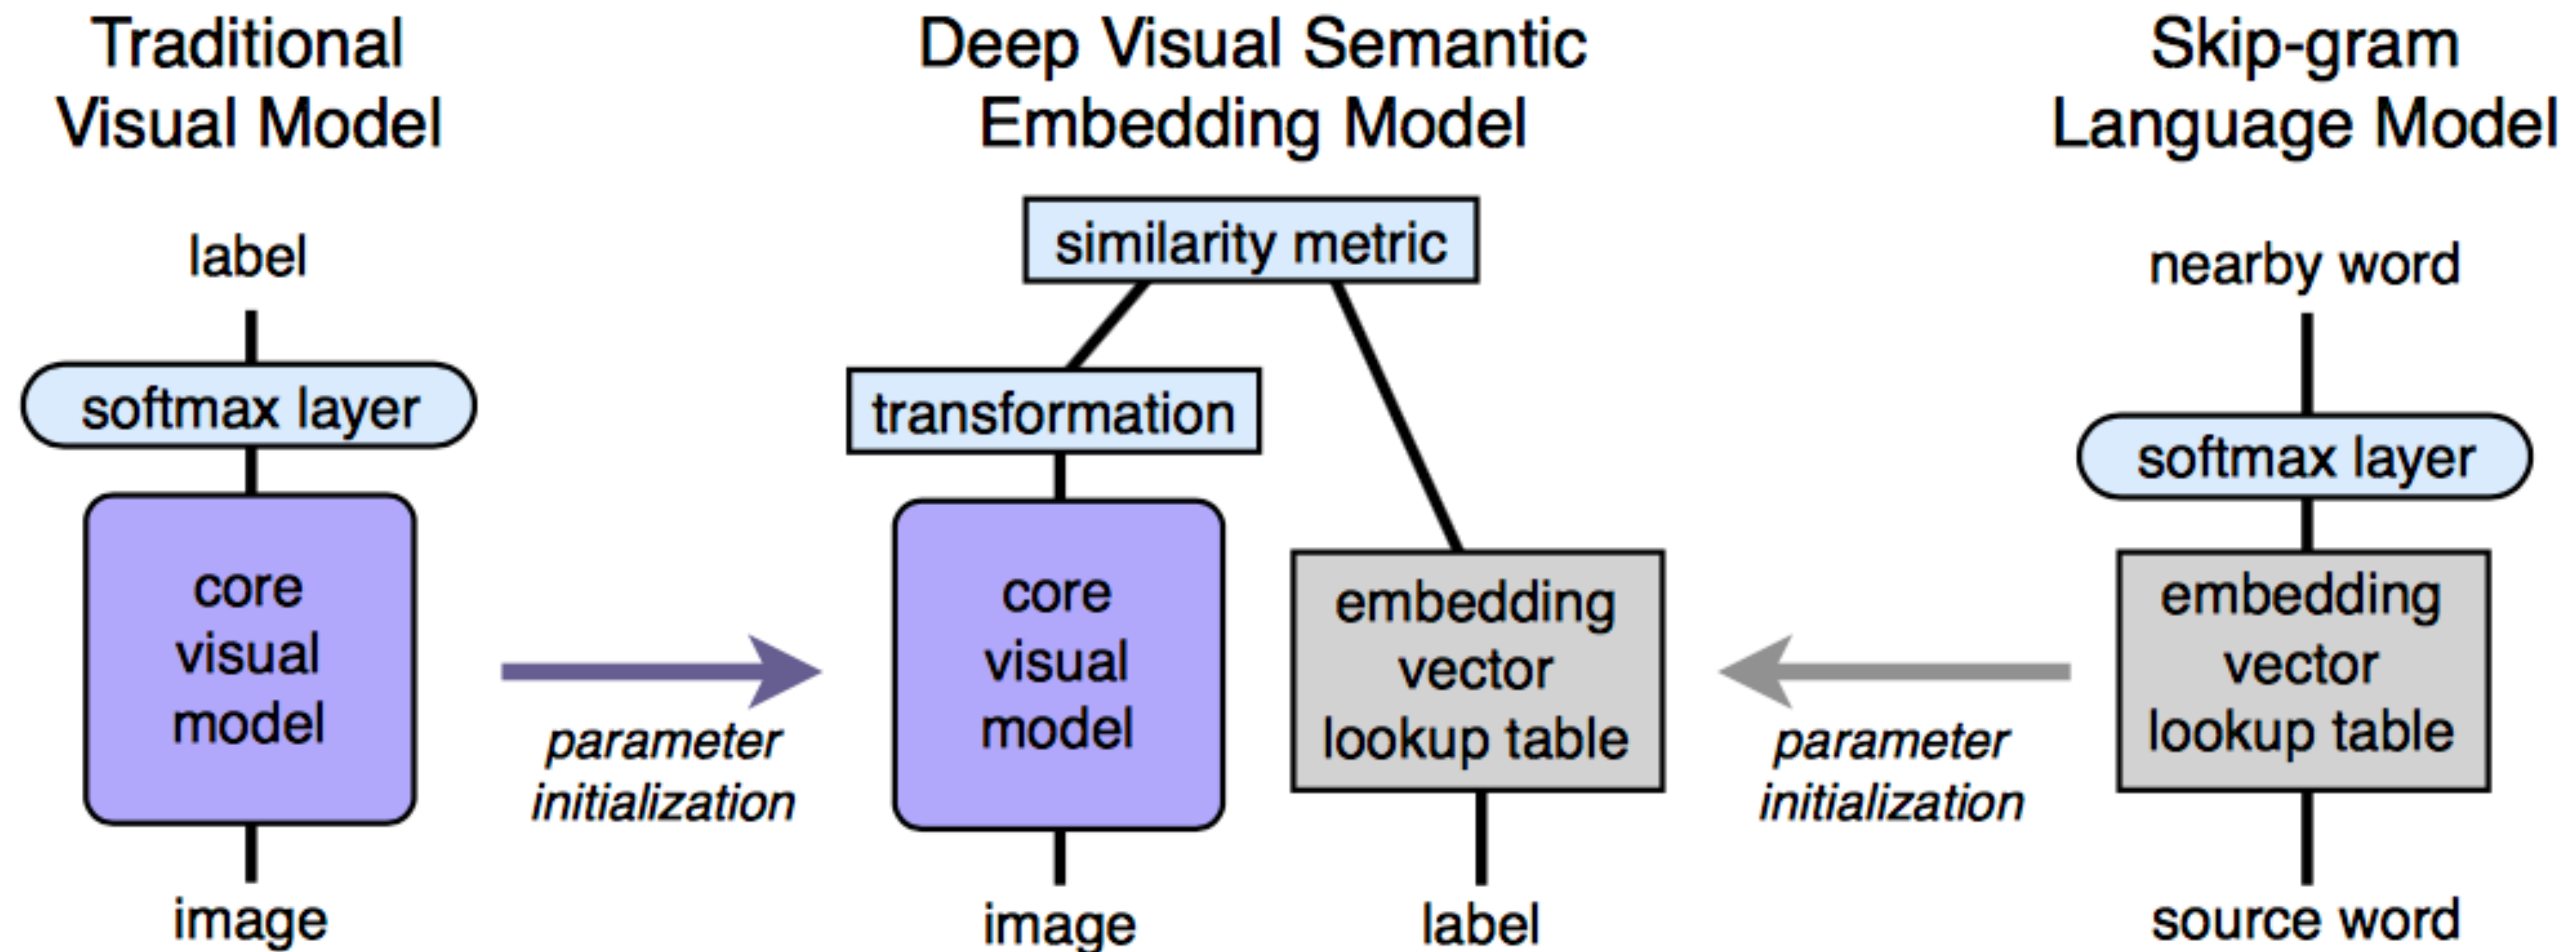 Traditional
Visual Model
label
softmax layer
core
visual
model
image
parameter
initialization
Deep Visual Semantic
Embedding Model
similarity metric
transformation
core
visual
model
image
embedding
vector
lookup table
label
parameter
initialization
Skip-gram
Language Model
nearby word
softmax layer
embedding
vector
lookup table
source word